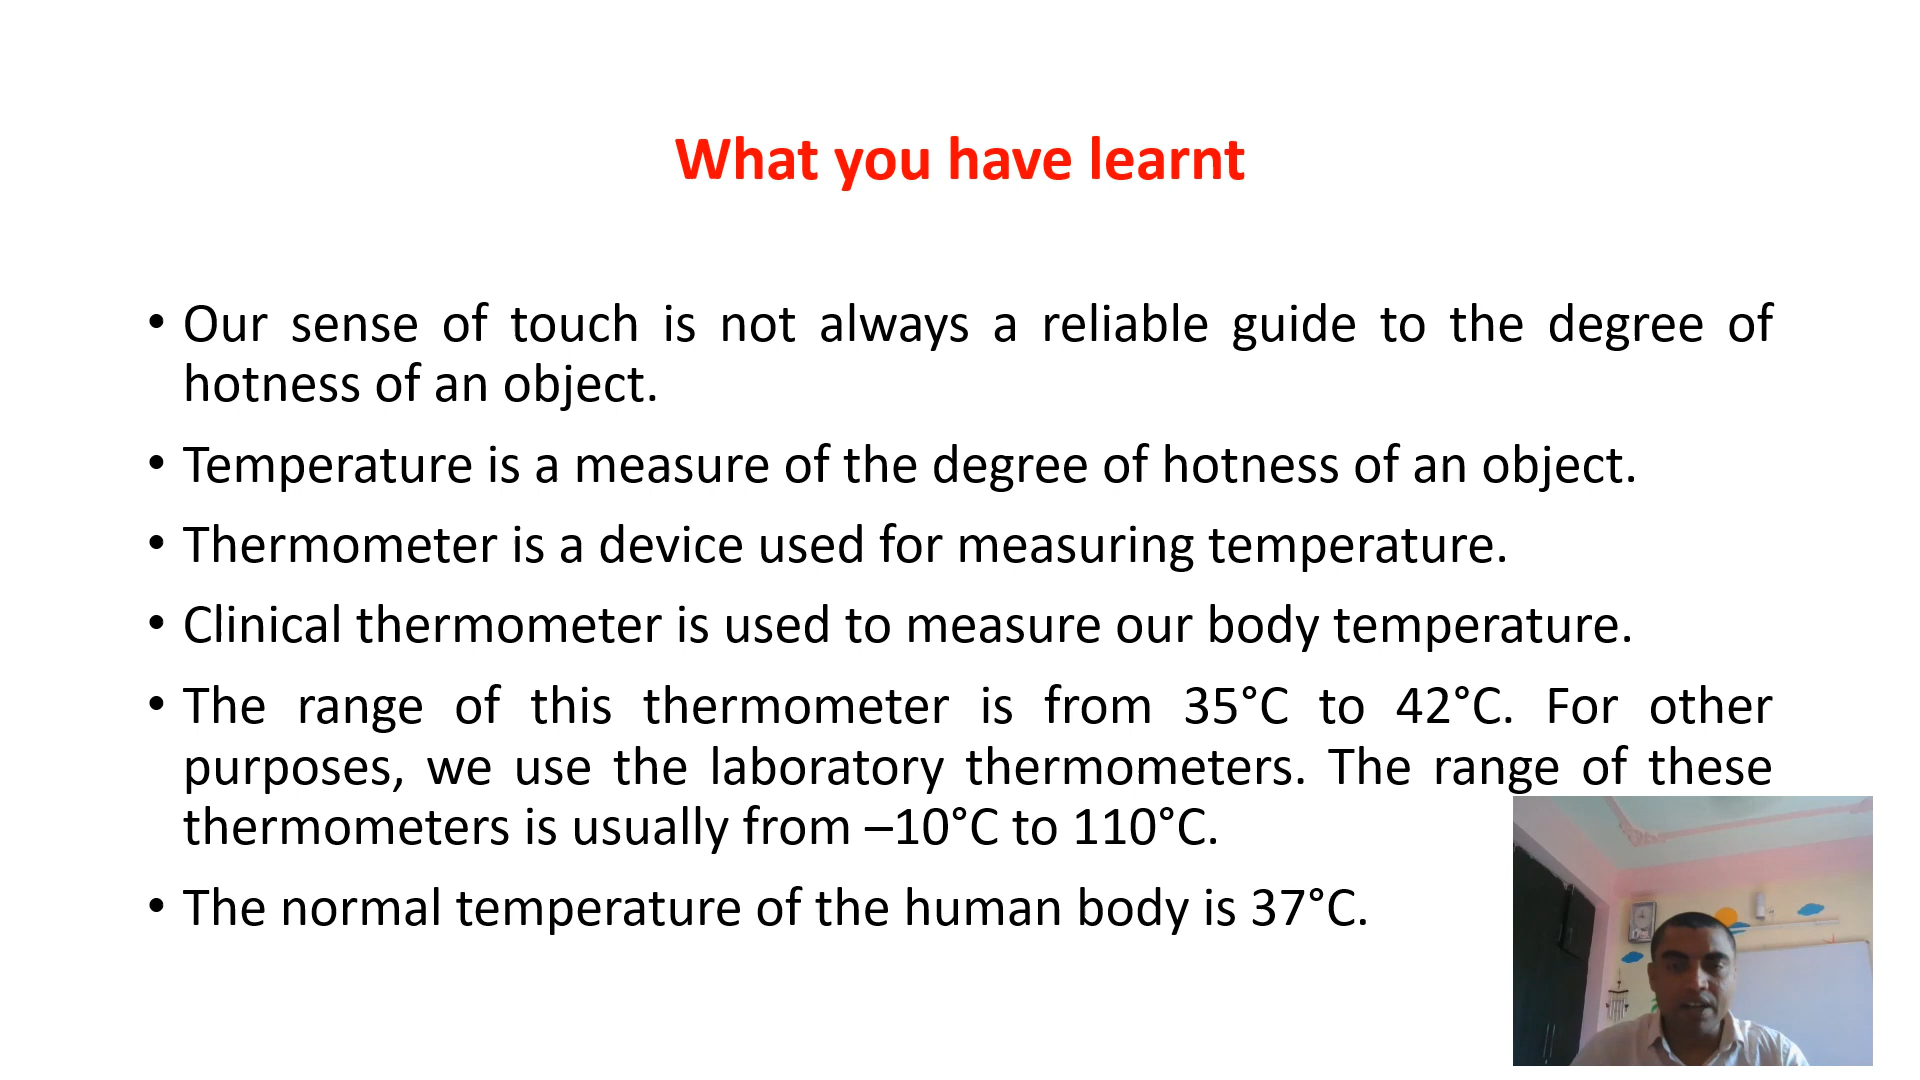 What you have learnt
• Our sense of touch is not always a reliable guide to the degree of
hotness of an object.
• Temperature is a measure of the degree of hotness of an object.
• Thermometer is a device used for measuring temperature.
• Clinical thermometer is used to measure our body temperature.
• The range of this thermometer is from 35°C to 42°C. For other
purposes, we use the laboratory thermometers. The range of these
thermometers is usually from –10°C to 110°C.
• The normal temperature of the human body is 37°C.